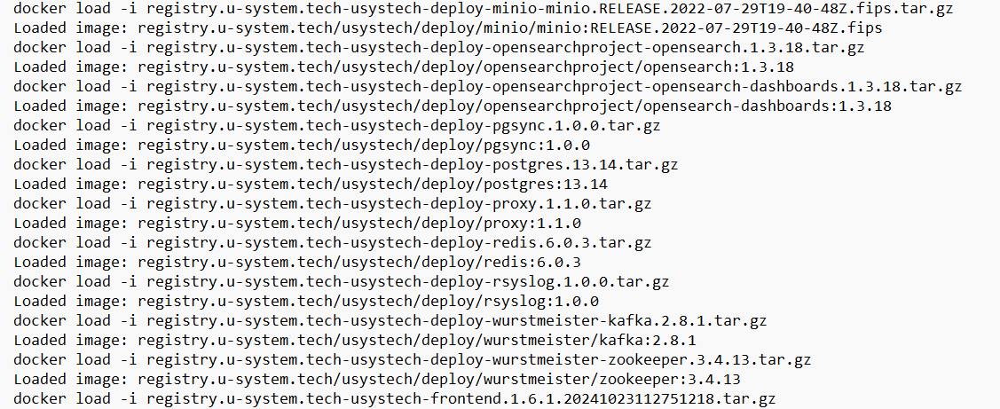 docker load -i registry.u-system.tech-usystech-deploy-minio-minio.RELEASE.2022-07-29T19-40-48Z.fips.tar.gz
Loaded image: registry.u-system.tech/usystech/deploy/minio/minio:RELEASE.2022-07-29T19-40-48Z.fips
docker load -i registry.u-system.tech-usystech-deploy-opensearchproject-opensearch.1.3.18.tar.gz
Loaded image: registry.u-system.tech/usystech/deploy/opensearchproject/opensearch:1.3.18
docker load -i registry.u-system.tech-usystech-deploy-opensearchproject-opensearch-dashboards.1.3.18.tar.gz
Loaded image: registry.u-system.tech/usystech/deploy/opensearchproject/opensearch-dashboards:1.3.18
docker load -i registry.u-system.tech-usystech-deploy-pgsync.1.0.0.tar.gz
Loaded image: registry.u-system.tech/usystech/deploy/pgsync:1.0.0
docker load -i registry.u-system.tech-usystech-deploy-postgres.13.14.tar.gz
Loaded image: registry.u-system.tech/usystech/deploy/postgres:13.14
docker load -i registry.u-system.tech-usystech-deploy-proxy.1.1.0.tar.gz
Loaded image: registry.u-system.tech/usystech/deploy/proxy:1.1.0
docker load -i registry.u-system.tech-usystech-deploy-redis.6.0.3.tar.gz
Loaded image: registry.u-system.tech/usystech/deploy/redis:6.0.3
docker load -i registry.u-system.tech-usystech-deploy-rsyslog.1.0.0.tar.gz
Loaded image: registry.u-system.tech/usystech/deploy/rsyslog:1.0.0
docker load -i registry.u-system.tech-usystech-deploy-wurstmeister-kafka.2.8.1.tar.gz
Loaded image: registry.u-system.tech/usystech/deploy/wurstmeister/kafka:2.8.1
docker load -i registry.u-system.tech-usystech-deploy-wurstmeister-zookeeper.3.4.13.tar.gz
Loaded image: registry.u-system.tech/usystech/deploy/wurstmeister/zookeeper:3.4.13
docker load -i registry.u-system.tech-usystech-frontend.1.6.1.20241023112751218.tar.gz